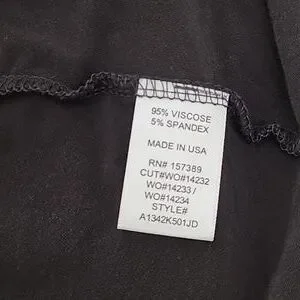 95% VISCOSE
5% SPANDEX
MADE IN USA
RN# 157389
CUT#WO#14232
WO#14233 /
WO#14234
STYLE#
A1342K501JD